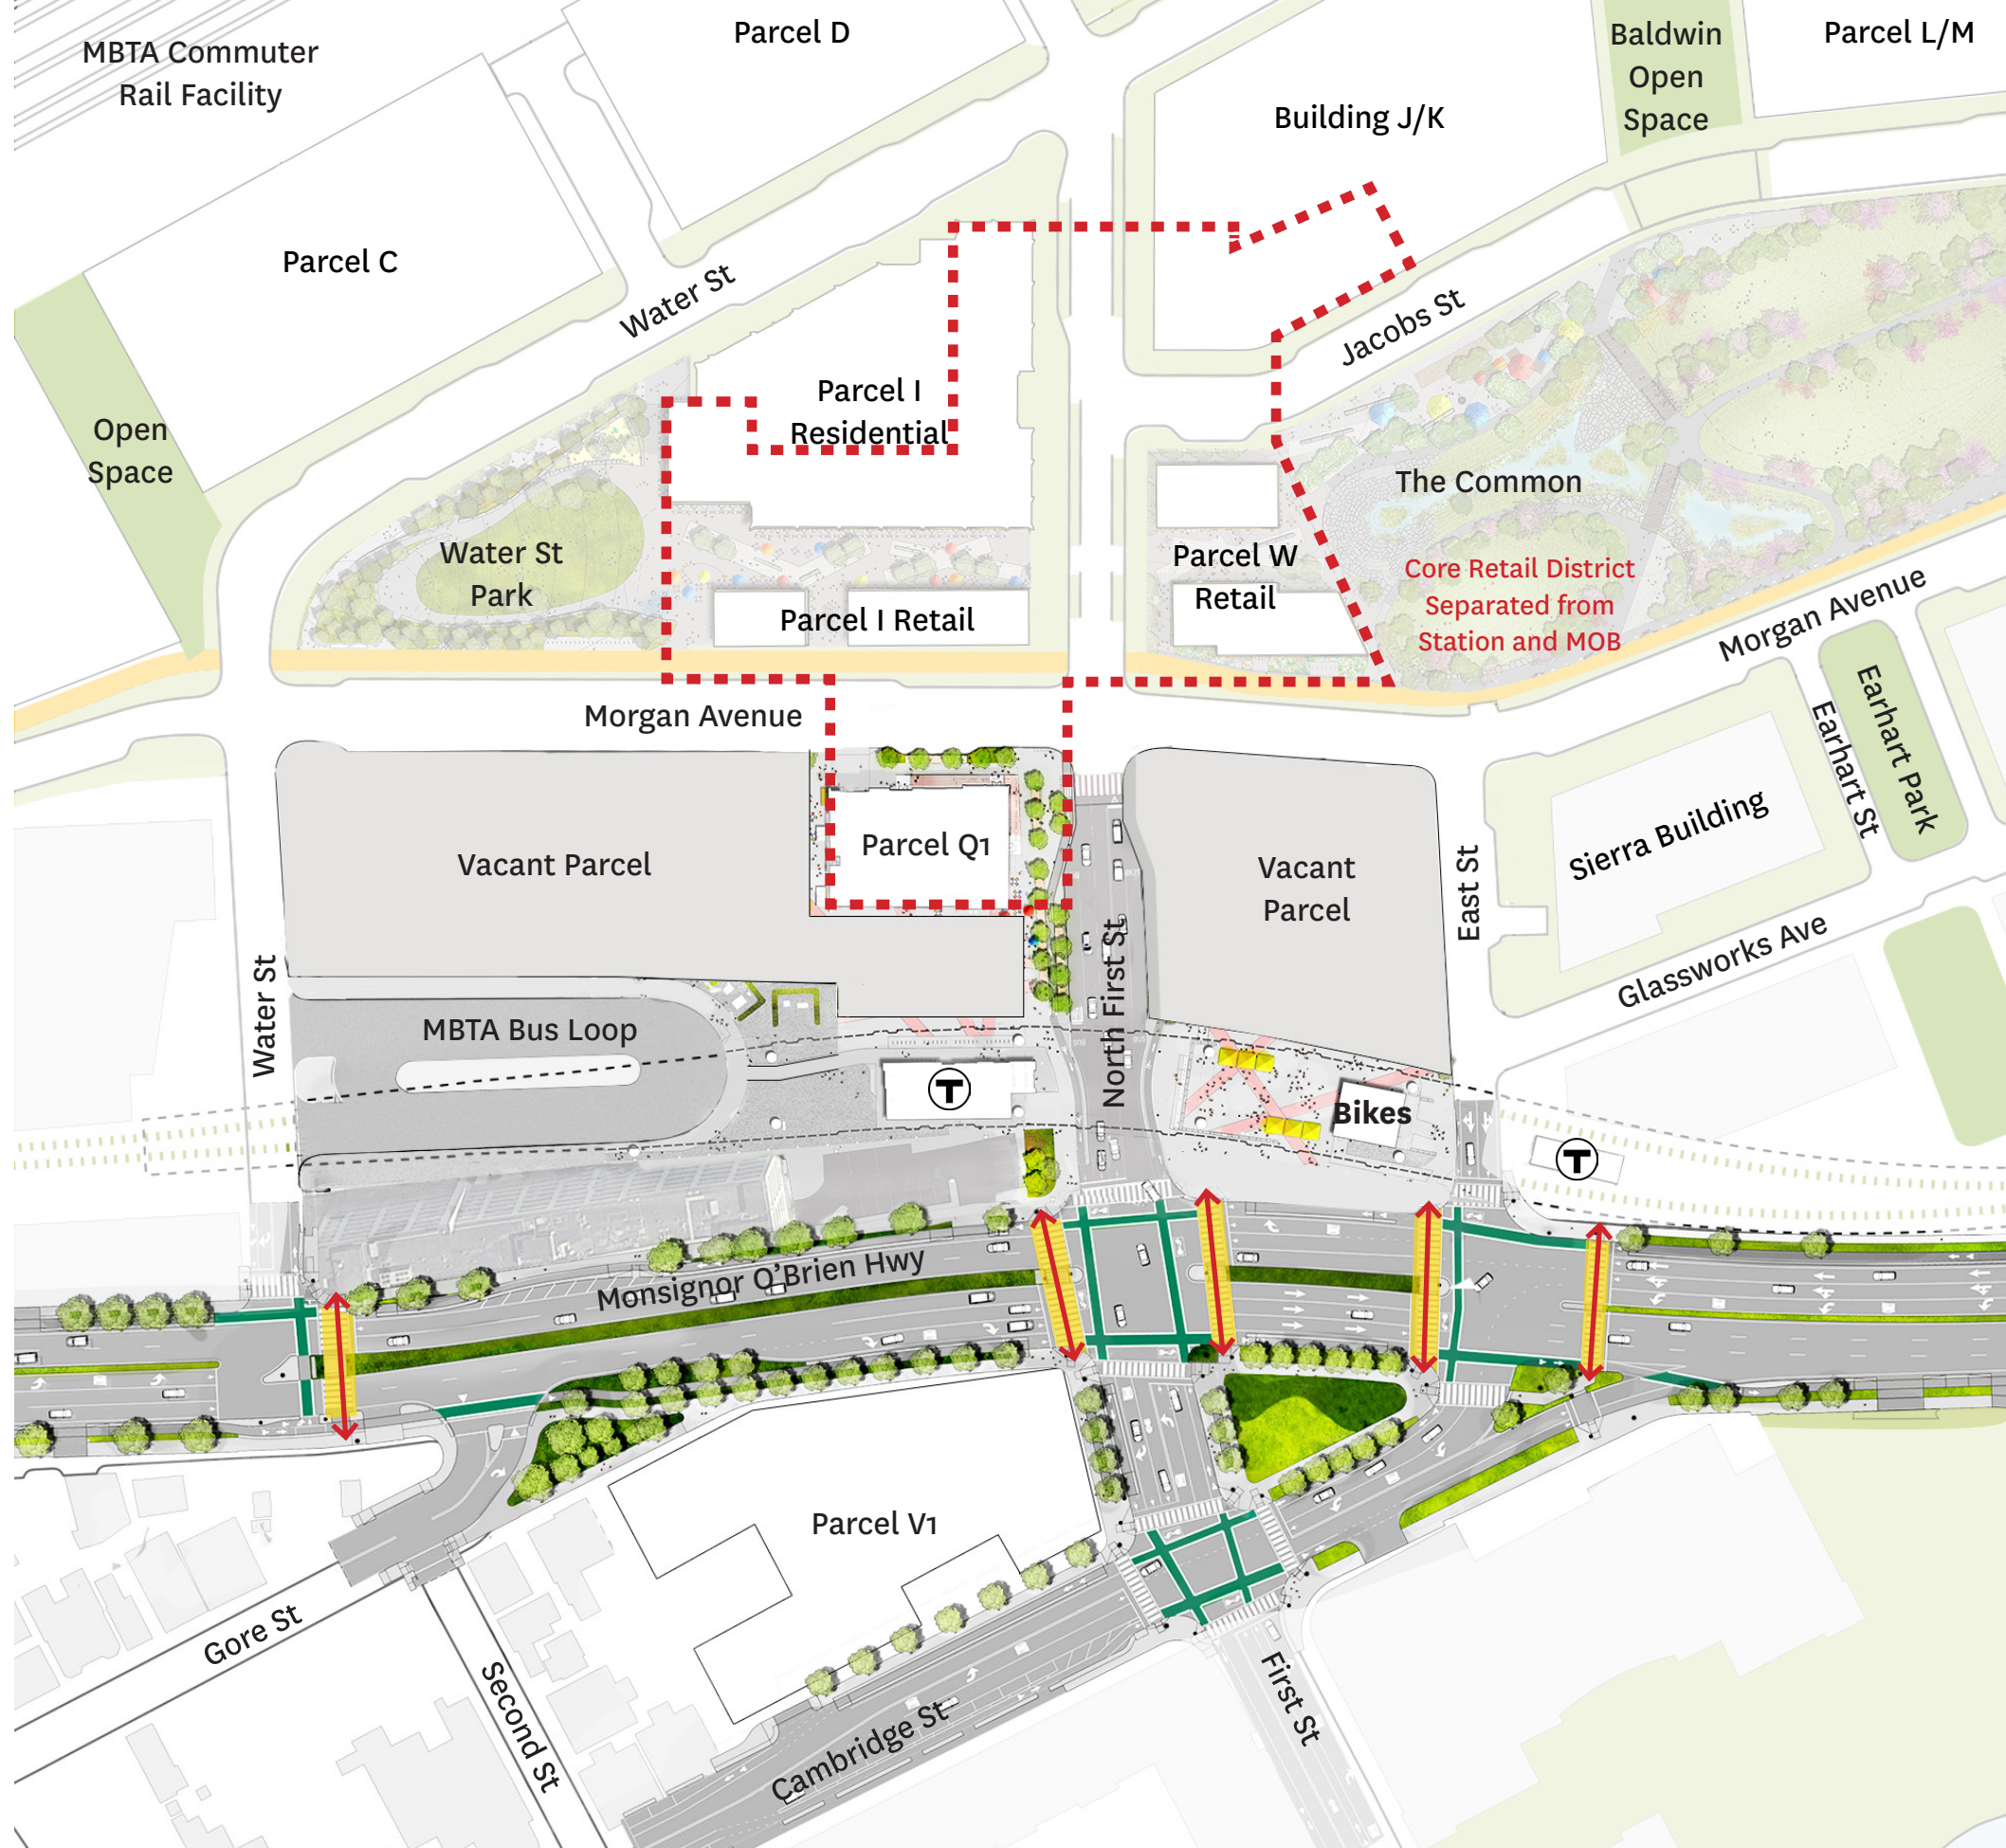 MBTA Commuter
Rail Facility
Parcel D
Building J/K
Baldwin
Open
Space
Parcel L/M
Parcel C
Water St
Jacobs St
Open
Space
Parcel I
Residential
The Common
Water St
Park
Parcel I Retail
Parcel W
Retail
Core Retail District
Separated from
Station and MOB
Morgan Avenue
Morgan Avenue
Earhart St
Earhart Park
Vacant Parcel
Parcel Q1
Vacant
Parcel
East St
Sierra Building
Glassworks Ave
Water St
MBTA Bus Loop
T
North First St
Bikes
T
Monsignor O'Brien Hwy
Parcel V1
Gore St
Second St
Cambridge St
First St